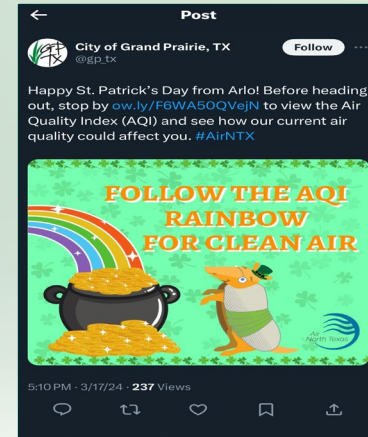 Post
GP
TX
City of Grand Prairie, TX
@gp_tx
Follow
Happy St. Patrick's Day from Arlo! Before heading
out, stop by ow.ly/F6WA50QVejN to view the Air
Quality Index (AQI) and see how our current air
quality could affect you. #AirNTX
FOLLOW THE AQI
RAINBOW
FOR CLEAN AIR
Air
North Texas
5:10 PM · 3/17/24 · 237 Views